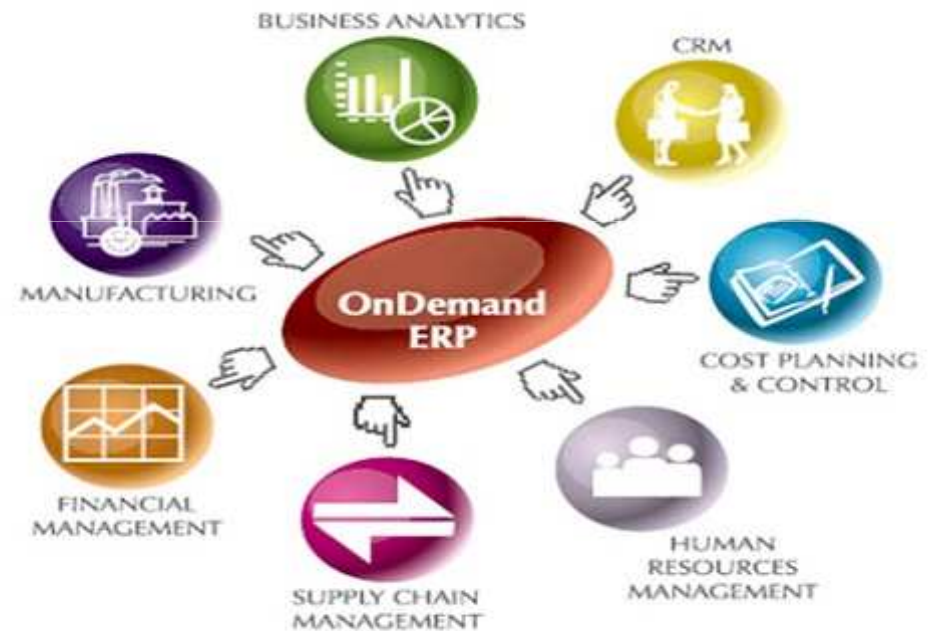 BUSINESS ANALYTICS
CRM
MANUFACTURING
OnDemand
ERP
COST PLANNING
& CONTROL
FINANCIAL
MANAGEMENT
SUPPLY CHAIN
MANAGEMENT
HUMAN
RESOURCES
MANAGEMENT